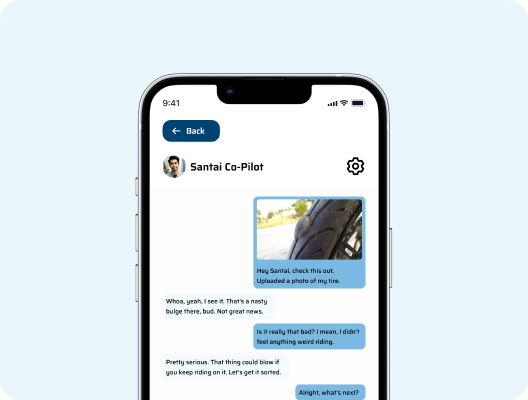 9:41
← Back
Santai Co-Pilot
Hey Santai, check this out.
Uploaded a photo of my tire.
Whoa, yeah, I see it. That's a nasty
bulge there, bud. Not great news.
Is it really that bad? I mean, I didn't
feel anything weird riding.
Pretty serious. That thing could blow if
you keep riding on it. Let's get it sorted.
Alright, what's next?